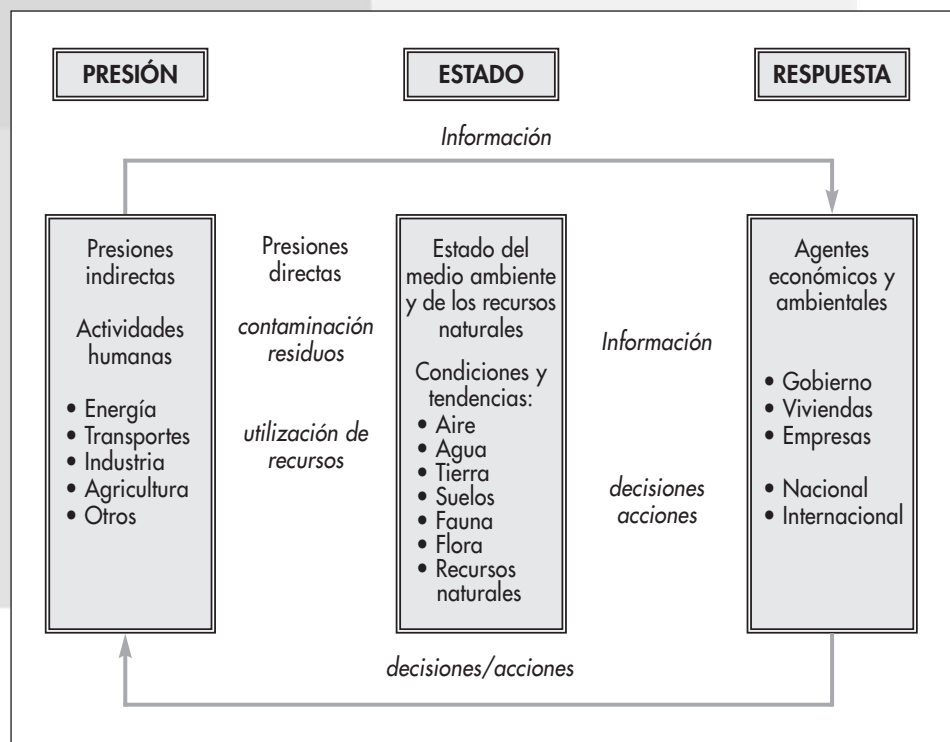 PRESIÓN
ESTADO
RESPUESTA
Información
Presiones
indirectas
Actividades
humanas
• Energía
• Transportes
• Industria
• Agricultura
• Otros
Presiones
directas
contaminación
residuos
utilización de
recursos
Estado del
medio ambiente
y de los recursos
naturales
Condiciones y
tendencias:
• Aire
• Agua
• Tierra
• Suelos
• Fauna
• Flora
• Recursos
naturales
Información
decisiones
acciones
Agentes
económicos y
ambientales
• Gobierno
• Viviendas
• Empresas
• Nacional
• Internacional
decisiones/acciones